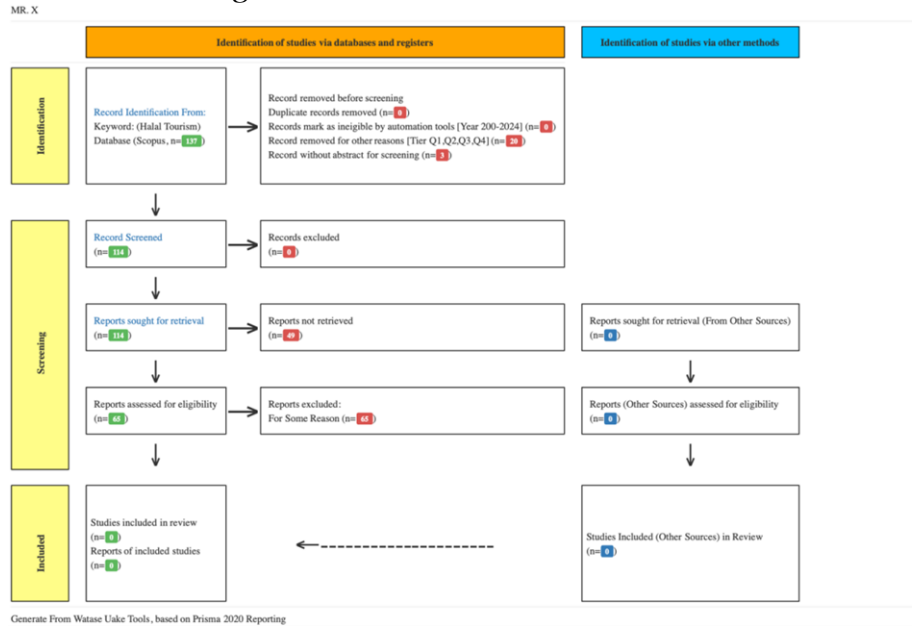 MR. X
Identification of studies via databases and registers
Identification of studies via other methods
Identification
Record Identification From:
Keyword: (Halal Tourism)
Database (Scopus, n= 137 )
Record removed before screening
Duplicate records removed (n= 0 )
Records mark as ineigible by automation tools [Year 200-2024] (n= 0 )
Record removed for other reasons [Tier Q1,Q2,Q3,Q4] (n= 20 )
Record without abstract for screening (n= 3 )
Screening
Record Screened
(n= 114 )
Records excluded
(n= 0 )
Reports sought for retrieval
(n= 114 )
Reports not retrieved
(n= 49 )
Reports sought for retrieval (From Other Sources)
(n= 0 )
Reports assessed for eligibility
(n= 65 )
Reports excluded:
For Some Reason (n= 65 )
Reports (Other Sources) assessed for eligibility
(n= 0 )
Included
Studies included in review
(n= 0 )
Reports of included studies
(n= 0 )
Studies Included (Other Sources) in Review
(n= 0 )
Generate From Watase Uake Tools, based on Prisma 2020 Reporting